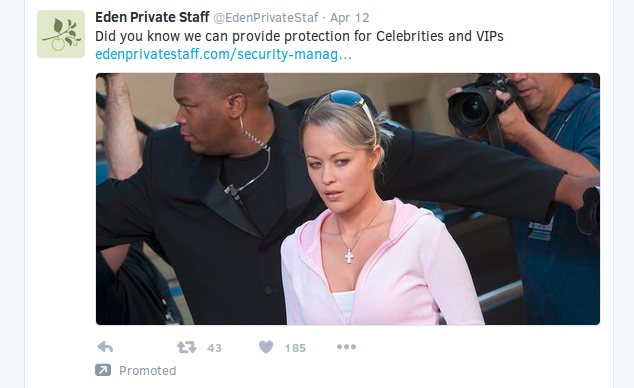 Eden Private Staff @EdenPrivateStaf · Apr 12
Did you know we can provide protection for Celebrities and VIPs
edenprivatestaff.com/security-manag…
43 185
Promoted